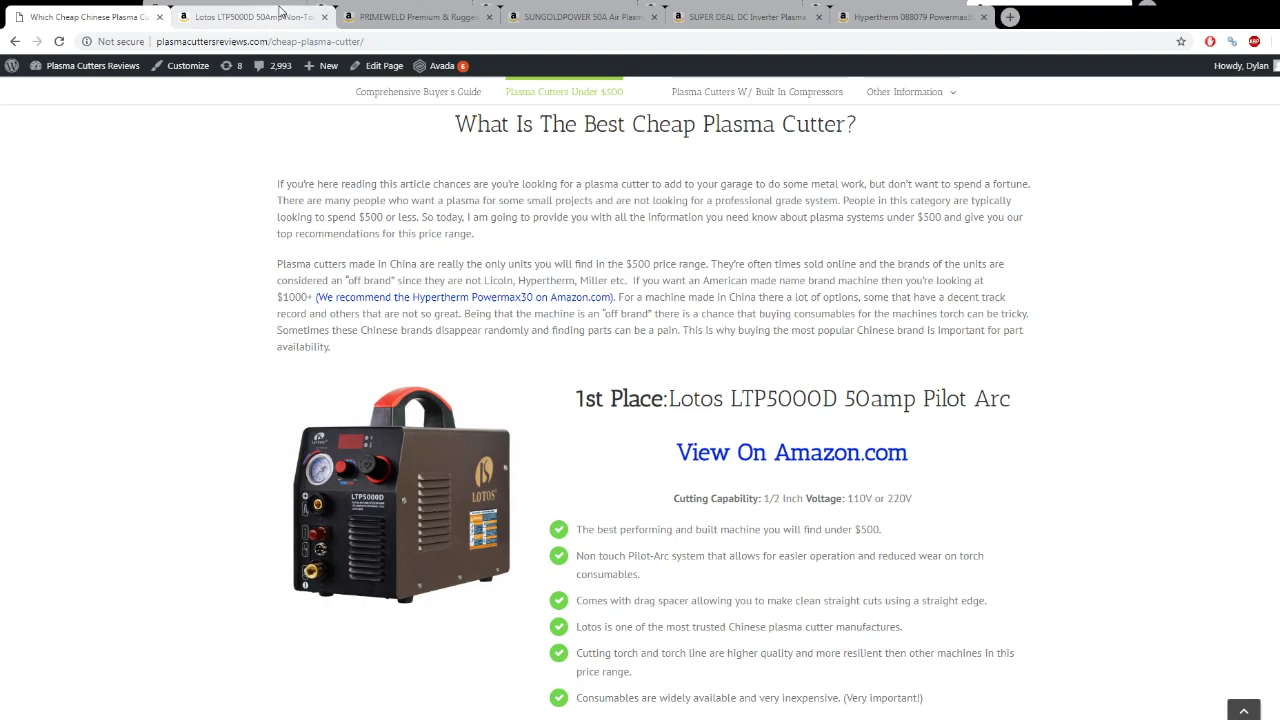 Which Cheap Chinese Plasma Cu
Lotos LTP5000D 50Amp Non-To
PRIMEWELD Premium & Rugge
SUNGOLDPOWER 50A Air Plasm
SUPER DEAL DC Inverter Plasma
Hypertherm 088079 Powermax3
Not secure
plasmacuttersreviews.com/cheap-plasma-cutter/
ABP
Plasma Cutters Reviews
Customize
8
2,993
New
Edit Page
Avada 6
Howdy, Dylan
Comprehensive Buyer's Guide
Plasma Cutters Under $500
Plasma Cutters W/ Built In Compressors
Other Information
What Is The Best Cheap Plasma Cutter?
If you're here reading this article chances are you're looking for a plasma cutter to add to your garage to do some metal work, but don't want to spend a fortune.
There are many people who want a plasma for some small projects and are not looking for a professional grade system. People in this category are typically
looking to spend $500 or less. So today, I am going to provide you with all the information you need know about plasma systems under $500 and give you our
top recommendations for this price range.
Plasma cutters made in China are really the only units you will find in the $500 price range. They're often times sold online and the brands of the units are
considered an "off brand" since they are not Licoln, Hypertherm, Miller etc. If you want an American made name brand machine then you're looking at
$1000+ (We recommend the Hypertherm Powermax30 on Amazon.com). For a machine made in China there a lot of options, some that have a decent track
record and others that are not so great. Being that the machine is an "off brand" there is a chance that buying consumables for the machines torch can be tricky.
Sometimes these Chinese brands disappear randomly and finding parts can be a pain. This is why buying the most popular Chinese brand is important for part
availability.
1st Place:Lotos LTP5000D 50amp Pilot Arc
View On Amazon.com
Cutting Capability: 1/2 Inch Voltage: 110V or 220V
The best performing and built machine you will find under $500.
Non touch Pilot-Arc system that allows for easier operation and reduced wear on torch
consumables.
Comes with drag spacer allowing you to make clean straight cuts using a straight edge.
Lotos is one of the most trusted Chinese plasma cutter manufactures.
Cutting torch and torch line are higher quality and more resilient then other machines in this
price range.
Consumables are widely available and very inexpensive. (Very important!)
LOTOS
LTP5000D
LOTOS